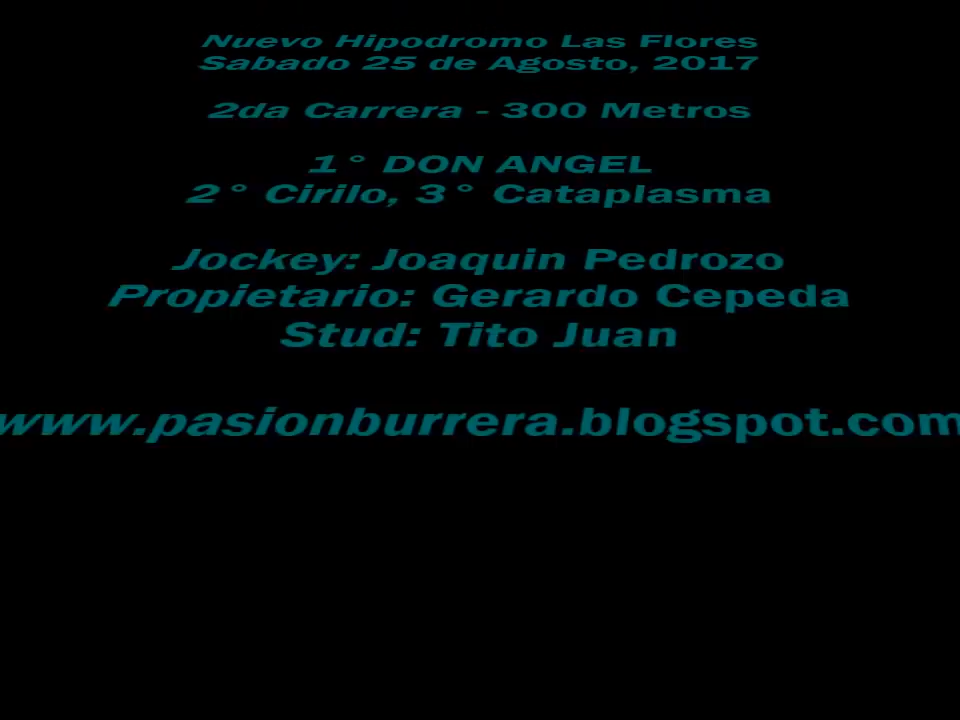 Nuevo Hipodromo Las Flores
Sabado 25 de Agosto, 2017
2da Carrera - 300 Metros
1° DON ANGEL
2° Cirilo, 3° Cataplasma
Jockey: Joaquin Pedrozo
Propietario: Gerardo Cepeda
Stud: Tito Juan
www.pasionburrera.blogspot.com